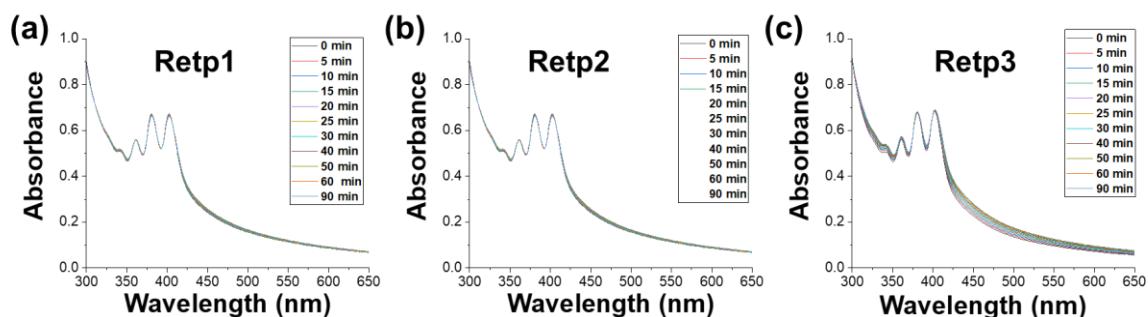 (a)
Retp1
0 min
5 min
10 min
15 min
20 min
25 min
30 min
40 min
50 min
60 min
90 min
1.0
0.8
0.6
0.4
0.2
0.0
Absorbance
300 350 400 450 500 550 600 650
Wavelength (nm)
(b)
Retp2
0 min
5 min
10 min
15 min
20 min
25 min
30 min
40 min
50 min
60 min
90 min
1.0
0.8
0.6
0.4
0.2
0.0
Absorbance
300 350 400 450 500 550 600 650
Wavelength (nm)
(c)
Retp3
0 min
5 min
10 min
15 min
20 min
25 min
30 min
40 min
50 min
60 min
90 min
1.0
0.8
0.6
0.4
0.2
0.0
Absorbance
300 350 400 450 500 550 600 650
Wavelength (nm)